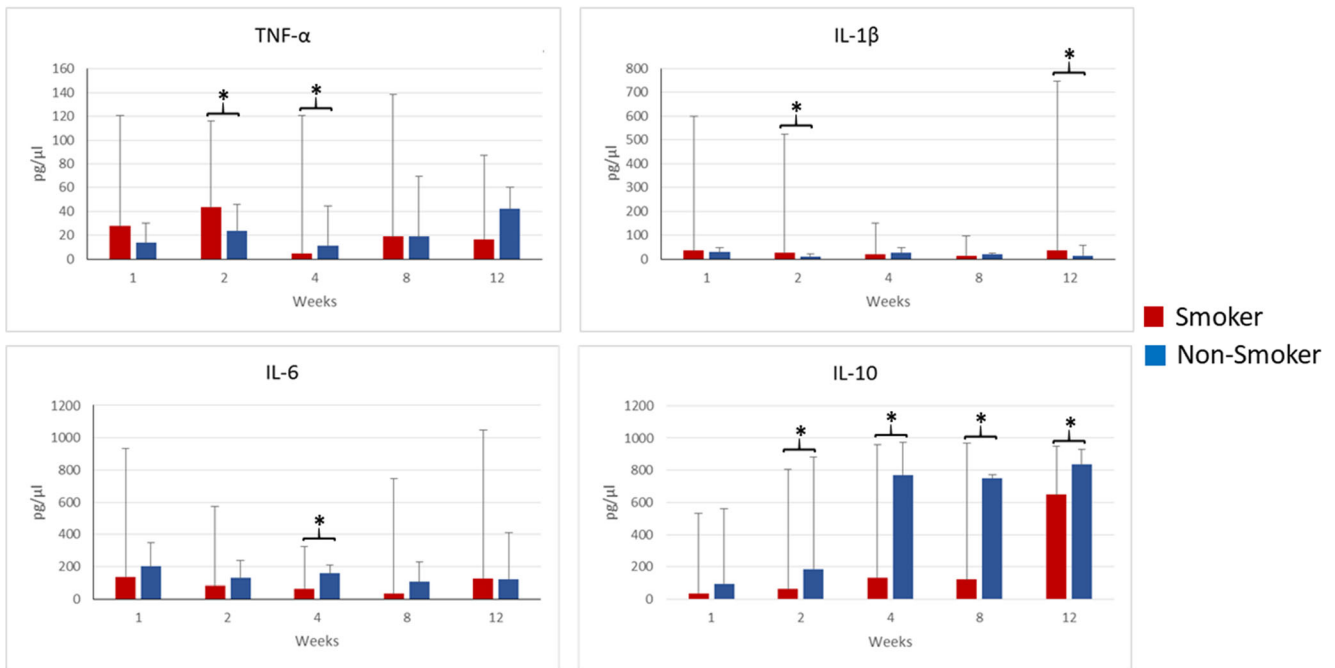 TNF-α
160
140
120
100
80
60
40
20
0
pg/μl
*
*
1 2 4 8 12
Weeks
IL-1β
800
700
600
500
400
300
200
100
0
pg/μl
*
*
1 2 4 8 12
Weeks
IL-6
1200
1000
800
600
400
200
0
pg/μl
*
1 2 4 8 12
Weeks
IL-10
1200
1000
800
600
400
200
0
pg/μl
*
*
*
*
1 2 4 8 12
Weeks
Smoker
Non-Smoker